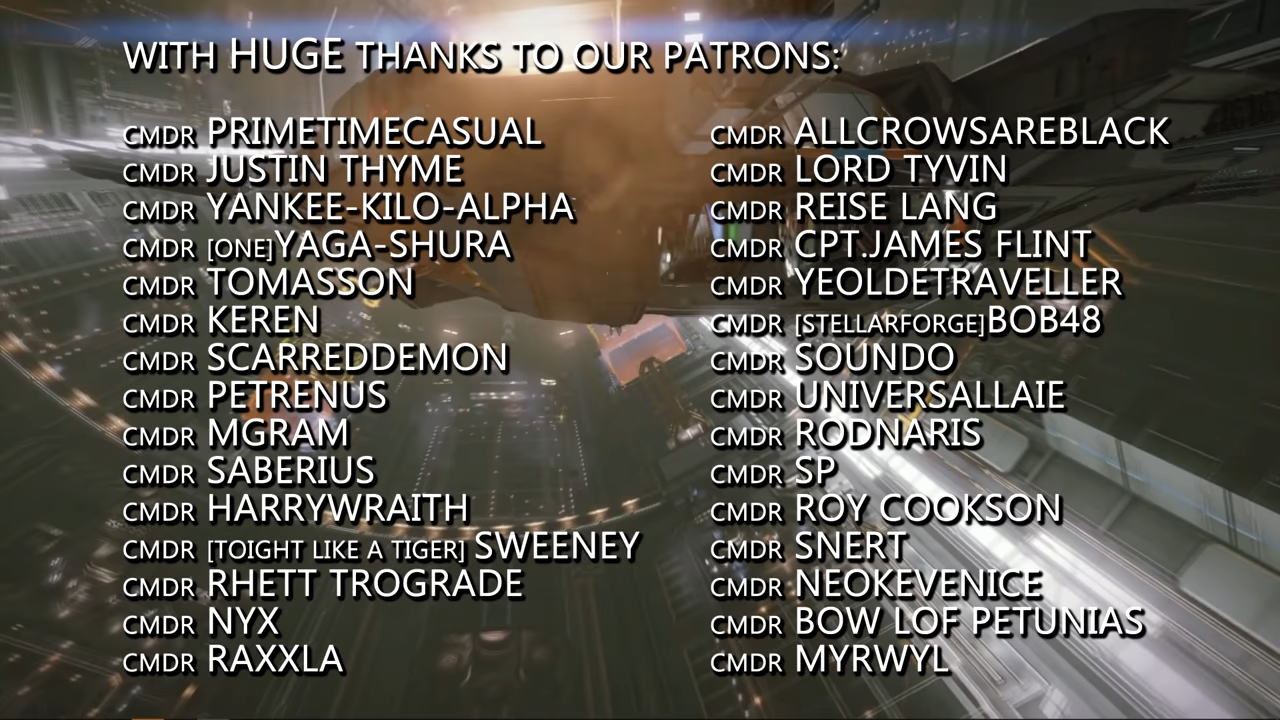 WITH HUGE THANKS TO OUR PATRONS:
CMDR PRIMETIMECASUAL
CMDR JUSTIN THYME
CMDR YANKEE-KILO-ALPHA
CMDR [ONE]YAGA-SHURA
CMDR TOMASSON
CMDR KEREN
CMDR SCARREDDEMON
CMDR PETRENUS
CMDR MGRAM
CMDR SABERIUS
CMDR HARRYWRAITH
CMDR [TOIGHT LIKE A TIGER] SWEENEY
CMDR RHETT TROGRADE
CMDR NYX
CMDR RAXXLA
CMDR ALLCROWSAREBLACK
CMDR LORD TYVIN
CMDR REISE LANG
CMDR CPT.JAMES FLINT
CMDR YEOLDETRAVELLER
CMDR [STELLARFORGE]BOB48
CMDR SOUNDO
CMDR UNIVERSALLAIE
CMDR RODNARIS
CMDR SP
CMDR ROY COOKSON
CMDR SNERT
CMDR NEOKEVENICE
CMDR BOW LOF PETUNIAS
CMDR MYRWYL